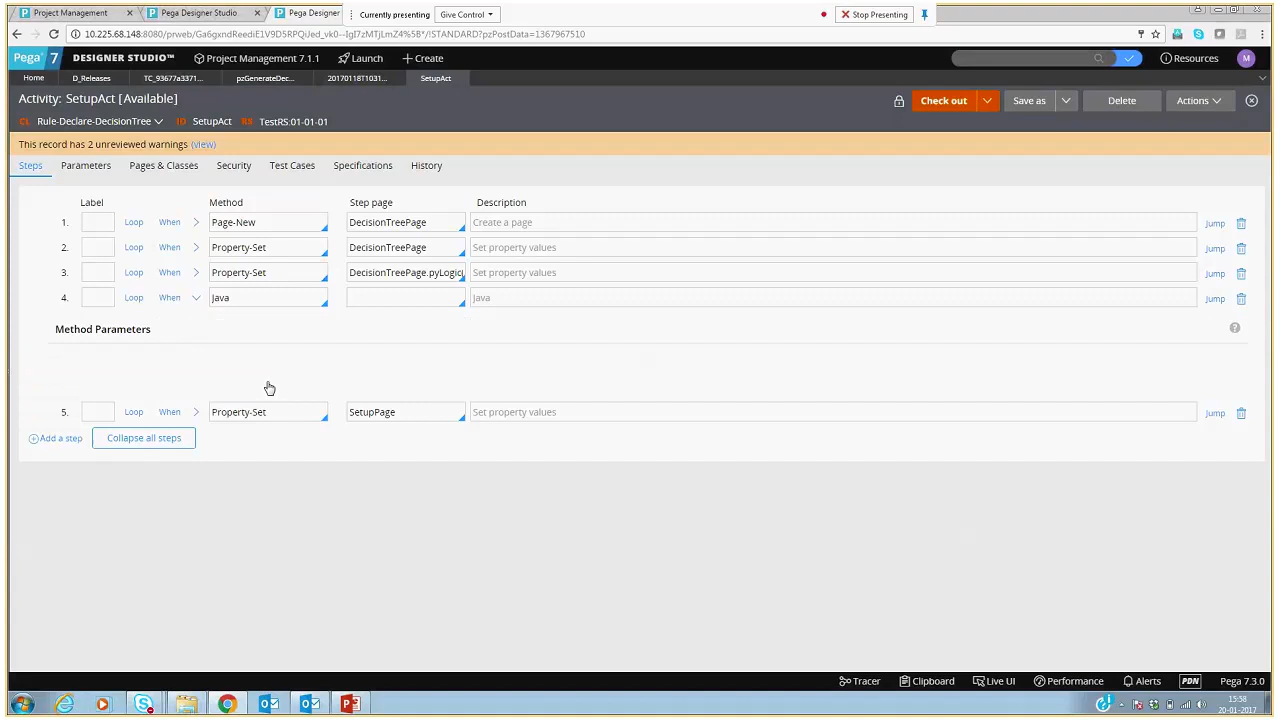 Project Management
Pega Designer Studio
Pega Designer
Currently presenting
Give Control
Stop Presenting
10.225.68.148:8080/prweb/Ga6gxndReediE1V9D5RPQiJed_vk0--IgI7zMTjLmZ4%5B*/!STANDARD?pzPostData=1367967510
Pega 7 DESIGNER STUDIO™ Project Management 7.1.1 Launch Create Resources M
Home D_Releases TC_93677a3371... pzGenerateDec... 20170118T1031... SetupAct
Activity: SetupAct [Available] Check out Save as Delete Actions
CL Rule-Declare-DecisionTree ID SetupAct RS TestRS:01-01-01
This record has 2 unreviewed warnings (view)
Steps Parameters Pages & Classes Security Test Cases Specifications History
Label Method Step page Description
1. Loop When Page-New DecisionTreePage Create a page Jump
2. Loop When Property-Set DecisionTreePage Set property values Jump
3. Loop When Property-Set DecisionTreePage.pyLogic( Set property values Jump
4. Loop When Java Java Jump
Method Parameters ?
5. Loop When Property-Set SetupPage Set property values Jump
Add a step Collapse all steps
Tracer Clipboard Live UI Performance Alerts PDN Pega 7.3.0
15:58
20-01-2017